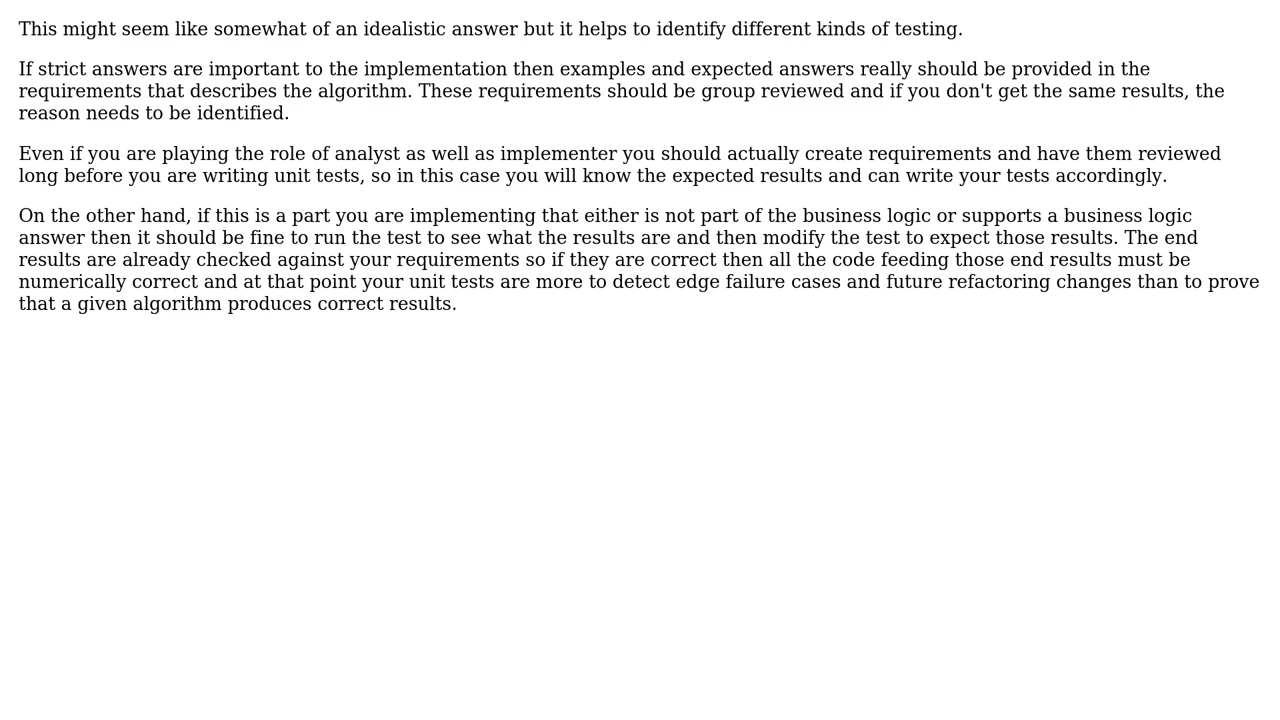 This might seem like somewhat of an idealistic answer but it helps to identify different kinds of testing.
If strict answers are important to the implementation then examples and expected answers really should be provided in the
requirements that describes the algorithm. These requirements should be group reviewed and if you don't get the same results, the
reason needs to be identified.
Even if you are playing the role of analyst as well as implementer you should actually create requirements and have them reviewed
long before you are writing unit tests, so in this case you will know the expected results and can write your tests accordingly.
On the other hand, if this is a part you are implementing that either is not part of the business logic or supports a business logic
answer then it should be fine to run the test to see what the results are and then modify the test to expect those results. The end
results are already checked against your requirements so if they are correct then all the code feeding those end results must be
numerically correct and at that point your unit tests are more to detect edge failure cases and future refactoring changes than to prove
that a given algorithm produces correct results.